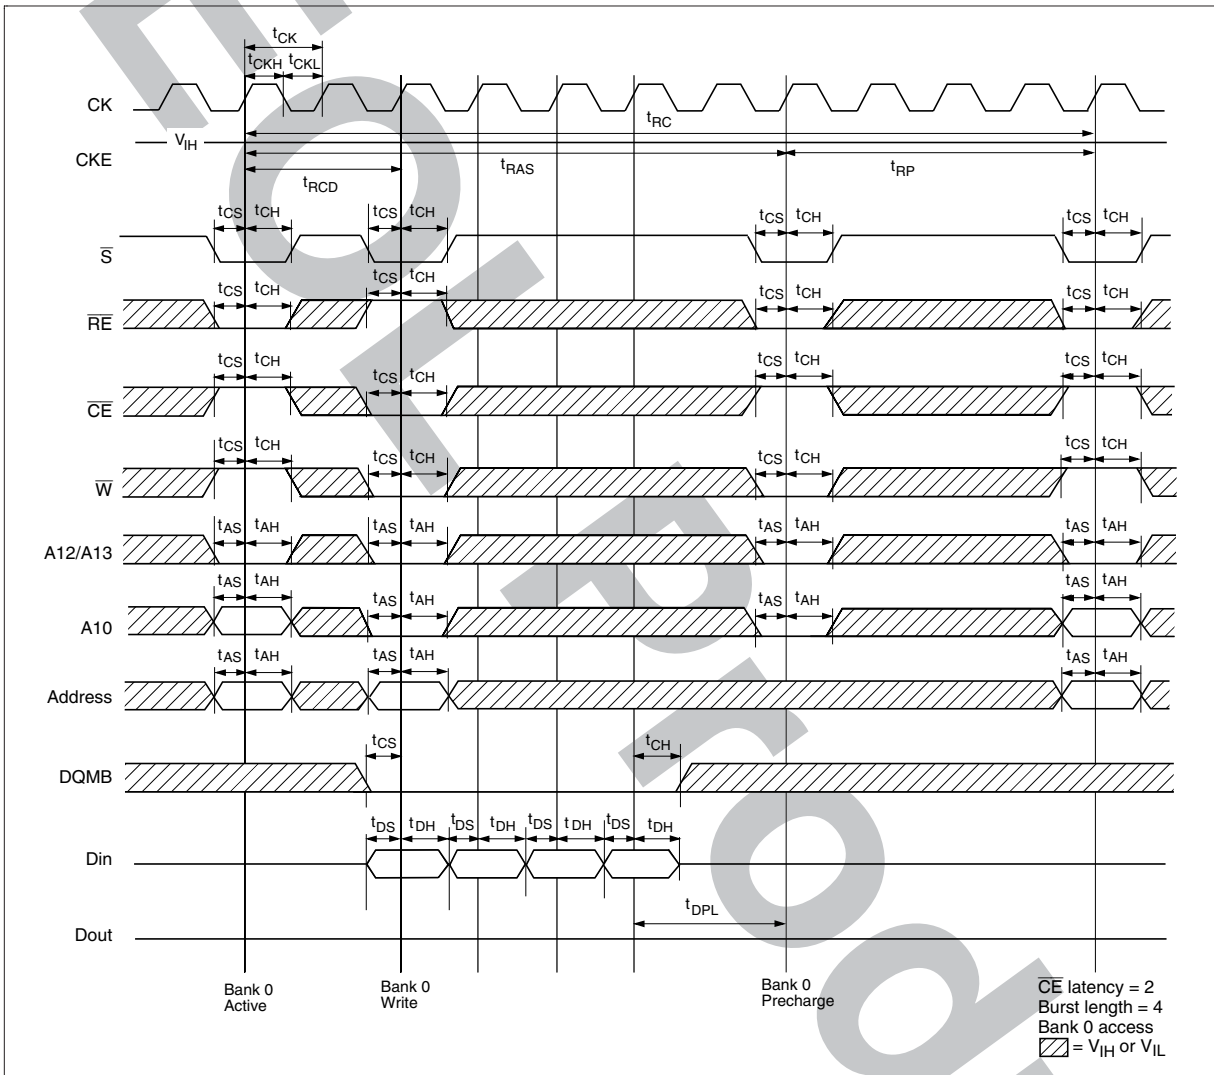 tCK
tCKH tCKL
CK
tRC
VIH
CKE
tRAS tRP
tRCD
tCS tCH tCS tCH tCS tCH tCS tCH
S
tCS tCH tCS tCH tCS tCH tCS tCH
RE
tCS tCH tCS tCH tCS tCH tCS tCH
CE
tCS tCH tCS tCH tCS tCH tCS tCH
W
tAS tAH tAS tAH tAS tAH tAS tAH
A12/A13
tAS tAH tAS tAH tAS tAH tAS tAH
A10
tAS tAH tAS tAH tAS tAH
Address
tCS tCH
DQMB
tDS tDH tDS tDH tDS tDH tDS tDH
Din
tDPL
Dout
Bank 0
Active
Bank 0
Write
Bank 0
Precharge
CE latency = 2
Burst length = 4
Bank 0 access
= VIH or VIL
EOL Prod